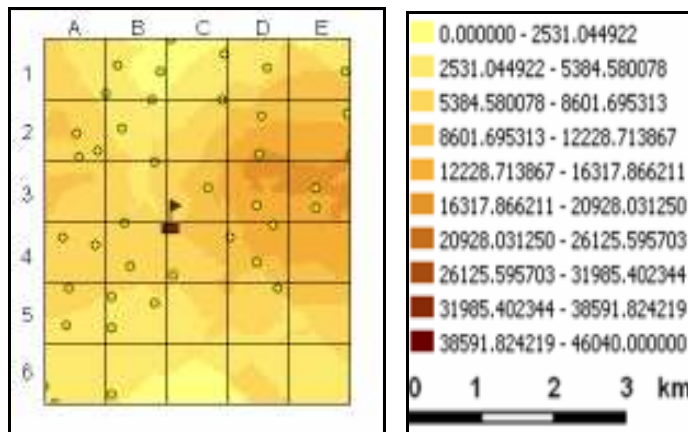 A B C D E
1
2
3
4
5
6
0.000000 - 2531.044922
2531.044922 - 5384.580078
5384.580078 - 8601.695313
8601.695313 - 12228.713867
12228.713867 - 16317.866211
16317.866211 - 20928.031250
20928.031250 - 26125.595703
26125.595703 - 31985.402344
31985.402344 - 38591.824219
38591.824219 - 46040.000000
0 1 2 3 km